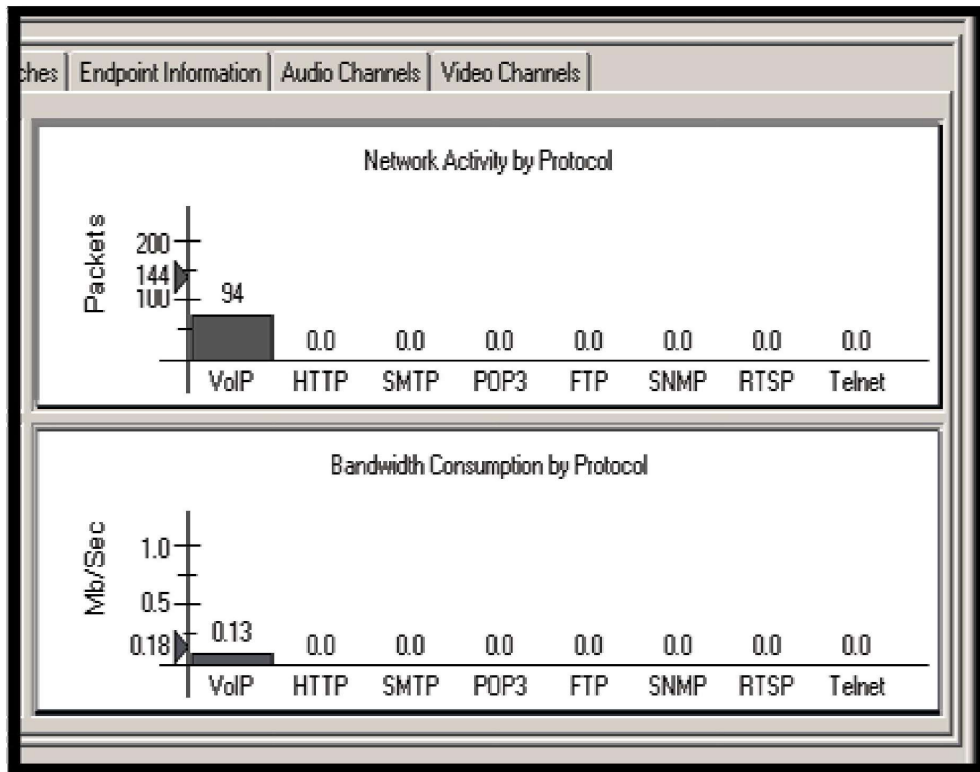 ches Endpoint Information Audio Channels Video Channels
Network Activity by Protocol
Packets
200
144
100
94 0.0 0.0 0.0 0.0 0.0 0.0 0.0
VoIP HTTP SMTP POP3 FTP SNMP RTSP Telnet
Bandwidth Consumption by Protocol
Mb/Sec
1.0
0.5
0.18
0.13 0.0 0.0 0.0 0.0 0.0 0.0 0.0
VoIP HTTP SMTP POP3 FTP SNMP RTSP Telnet